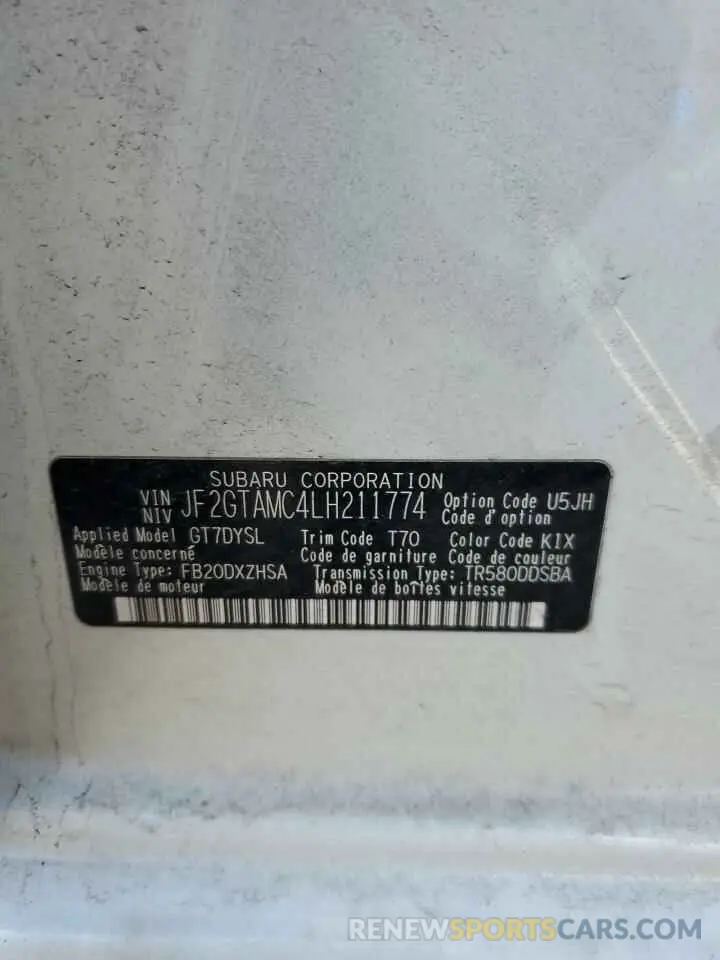 SUBARU CORPORATION
VIN NIV JF2GTAMC4LH211774 Option Code U5JH
Code d'option
Applied Model GT7DYSL Trim Code T70 Color Code K1X
Modèle concerné Code de garniture Code de couleur
Engine Type: FB20DXZHSA Transmission Type: TR580DDSBA
Modèle de moteur Modèle de boîtes vitesse
RENEWSPORTSCARS.COM